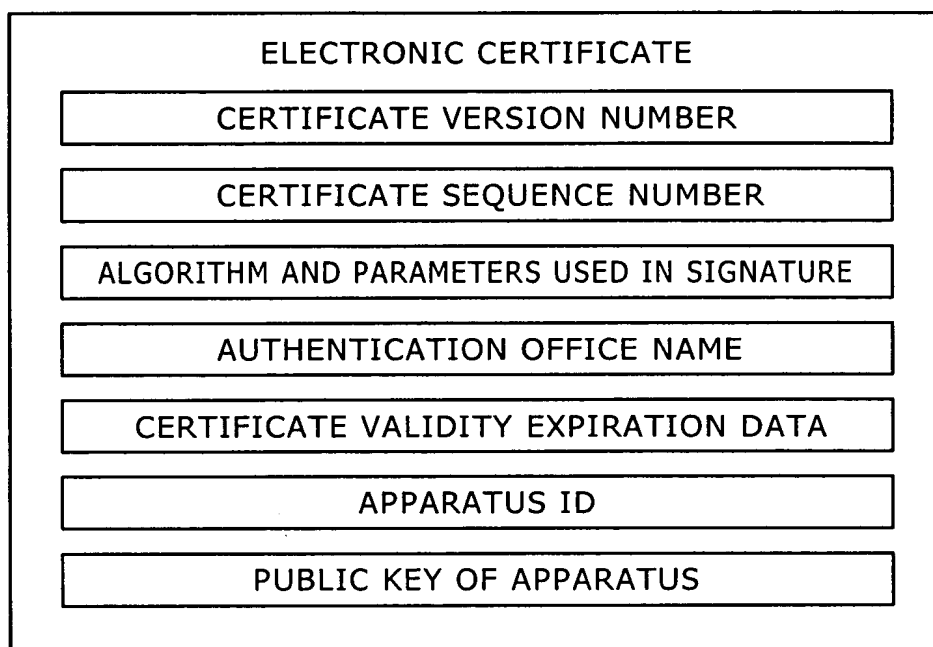 ELECTRONIC CERTIFICATE
CERTIFICATE VERSION NUMBER
CERTIFICATE SEQUENCE NUMBER
ALGORITHM AND PARAMETERS USED IN SIGNATURE
AUTHENTICATION OFFICE NAME
CERTIFICATE VALIDITY EXPIRATION DATA
APPARATUS ID
PUBLIC KEY OF APPARATUS